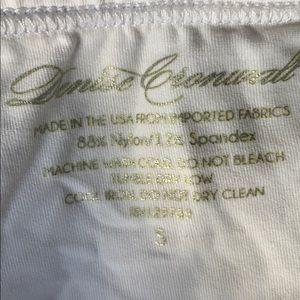 Denise Cronwall
MADE IN THE USA FROM IMPORTED FABRICS
88% Nylon/12% Spandex
MACHINE WASH COLD. DO NOT BLEACH
TUMBLE DRY LOW
COOL IRON. DO NOT DRY CLEAN
S